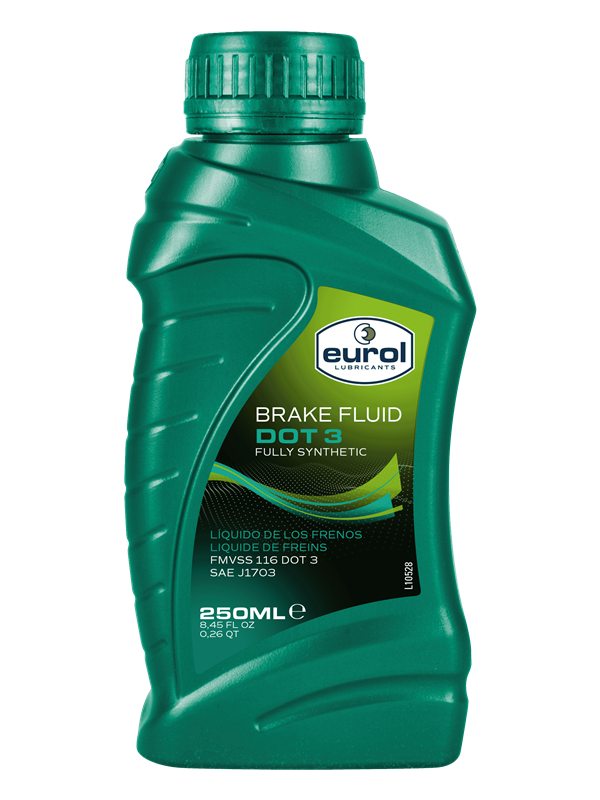 eurol
LUBRICANTS
BRAKE FLUID
DOT 3
FULLY SYNTHETIC
LÍQUIDO DE LOS FRENOS
LIQUIDE DE FREINS
FMVSS 116 DOT 3
SAE J1703
L10528
250ML ℮
8,45 FL OZ
0,26 QT